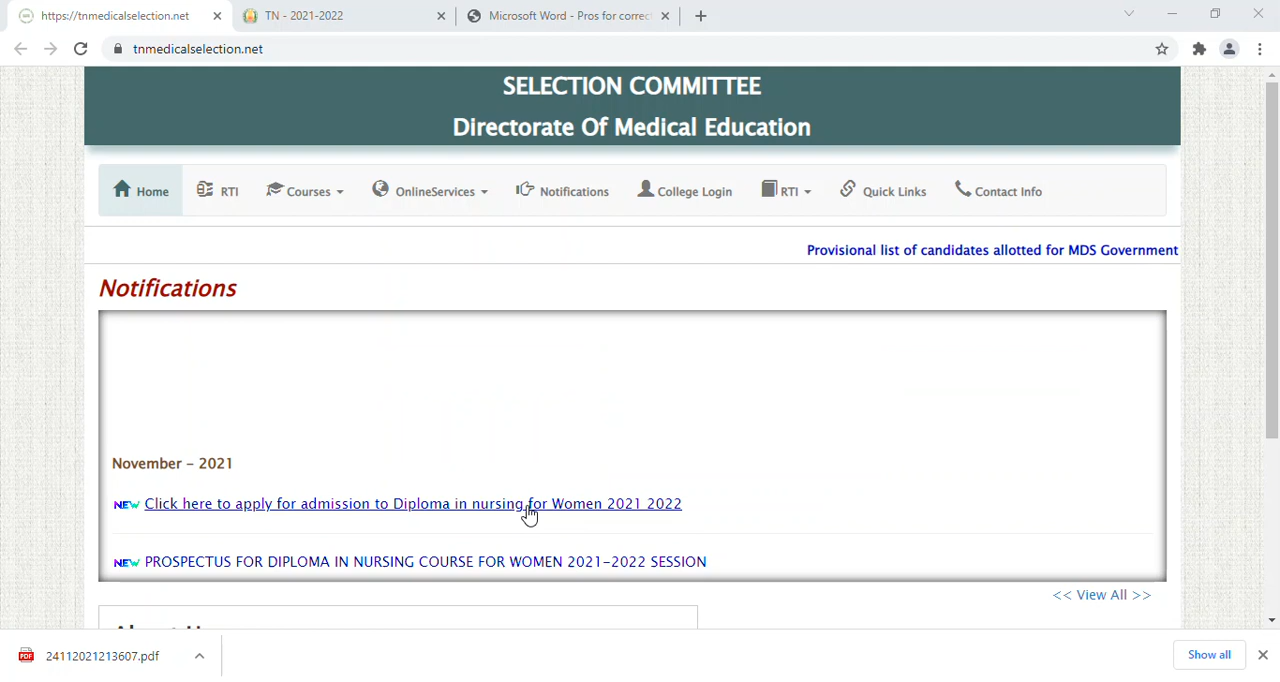 https://tnmedicalselection.net
TN - 2021-2022
Microsoft Word - Pros for correc
tnmedicalselection.net
SELECTION COMMITTEE
Directorate Of Medical Education
Home
RTI
Courses
OnlineServices
Notifications
College Login
RTI
Quick Links
Contact Info
Provisional list of candidates allotted for MDS Government
Notifications
November – 2021
NEW Click here to apply for admission to Diploma in nursing for Women 2021 2022
NEW PROSPECTUS FOR DIPLOMA IN NURSING COURSE FOR WOMEN 2021-2022 SESSION
<< View All >>
PDF 24112021213607.pdf
Show all